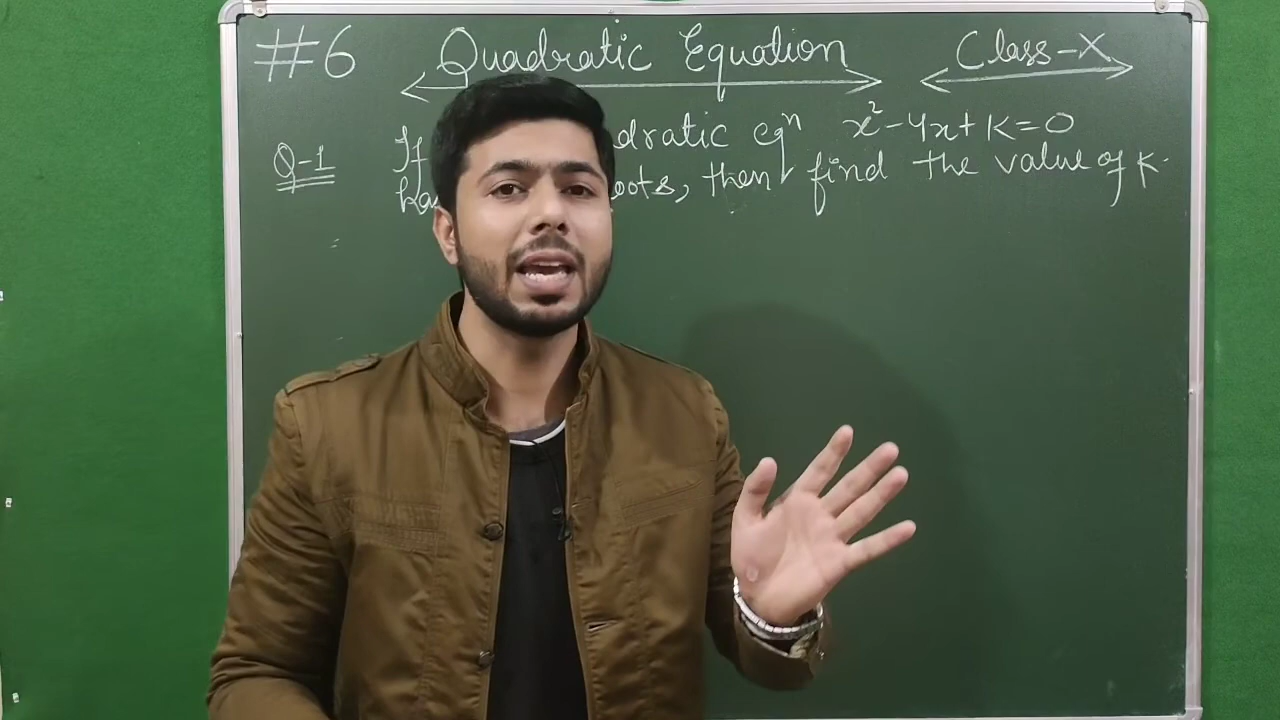 #6 Quadratic Equation Class-X
Q-1 If dratic eqⁿ x²-4x+K=0
ha oots, then find the value of K.